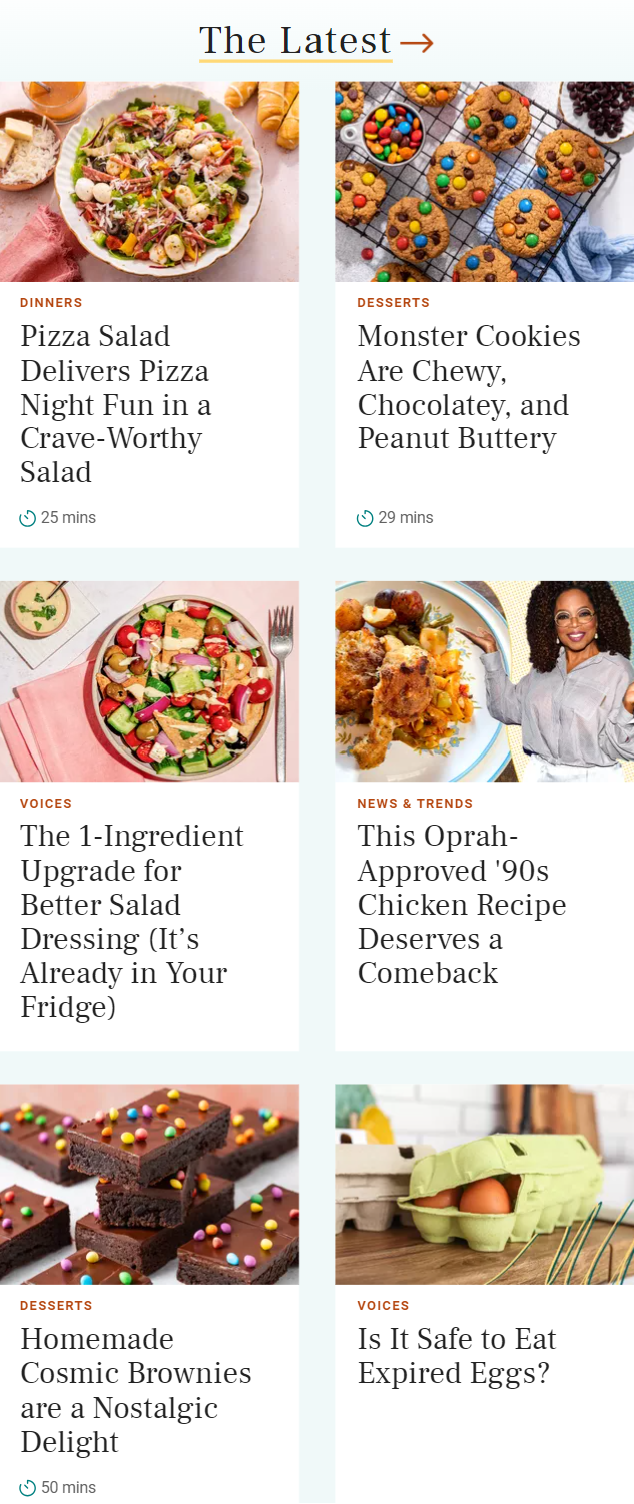 The Latest
DINNERS
Pizza Salad
Delivers Pizza
Night Fun in a
Crave-Worthy
Salad
25 mins
DESSERTS
Monster Cookies
Are Chewy,
Chocolatey, and
Peanut Buttery
29 mins
VOICES
The 1-Ingredient
Upgrade for
Better Salad
Dressing (It’s
Already in Your
Fridge)
NEWS & TRENDS
This Oprah-
Approved '90s
Chicken Recipe
Deserves a
Comeback
DESSERTS
Homemade
Cosmic Brownies
are a Nostalgic
Delight
50 mins
VOICES
Is It Safe to Eat
Expired Eggs?